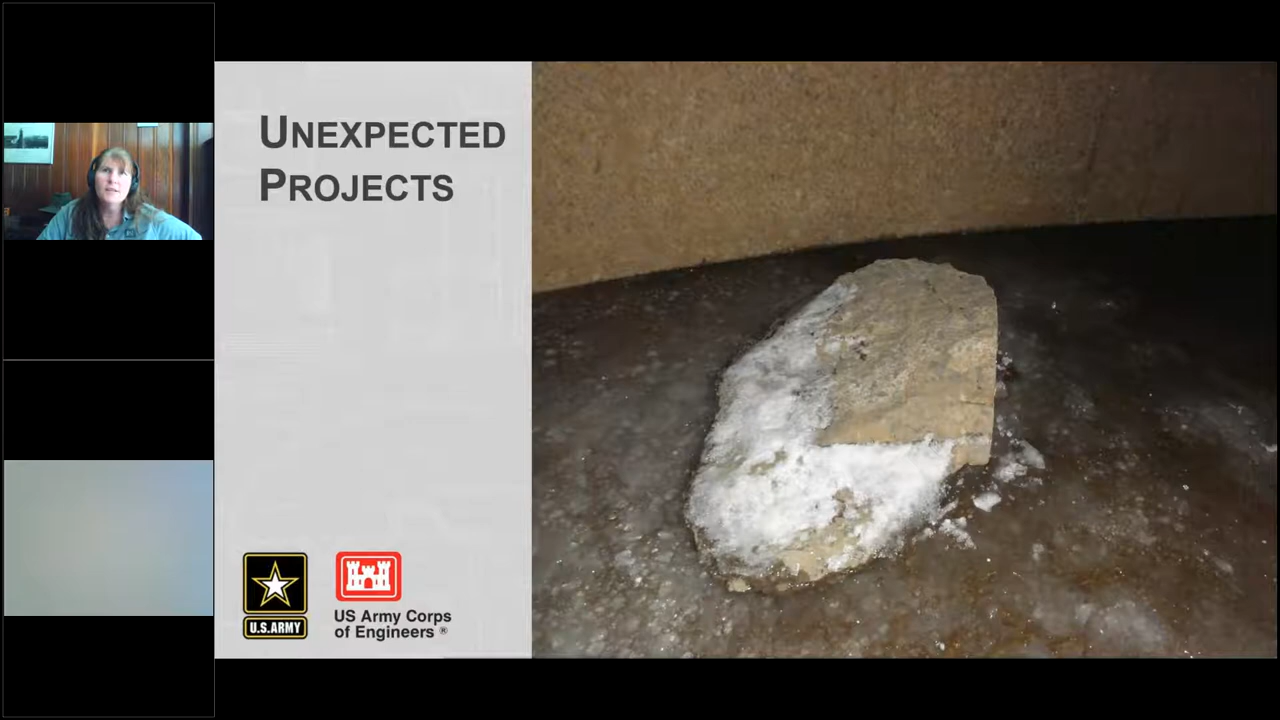 UNEXPECTED
PROJECTS
U.S.ARMY
US Army Corps
of Engineers ®